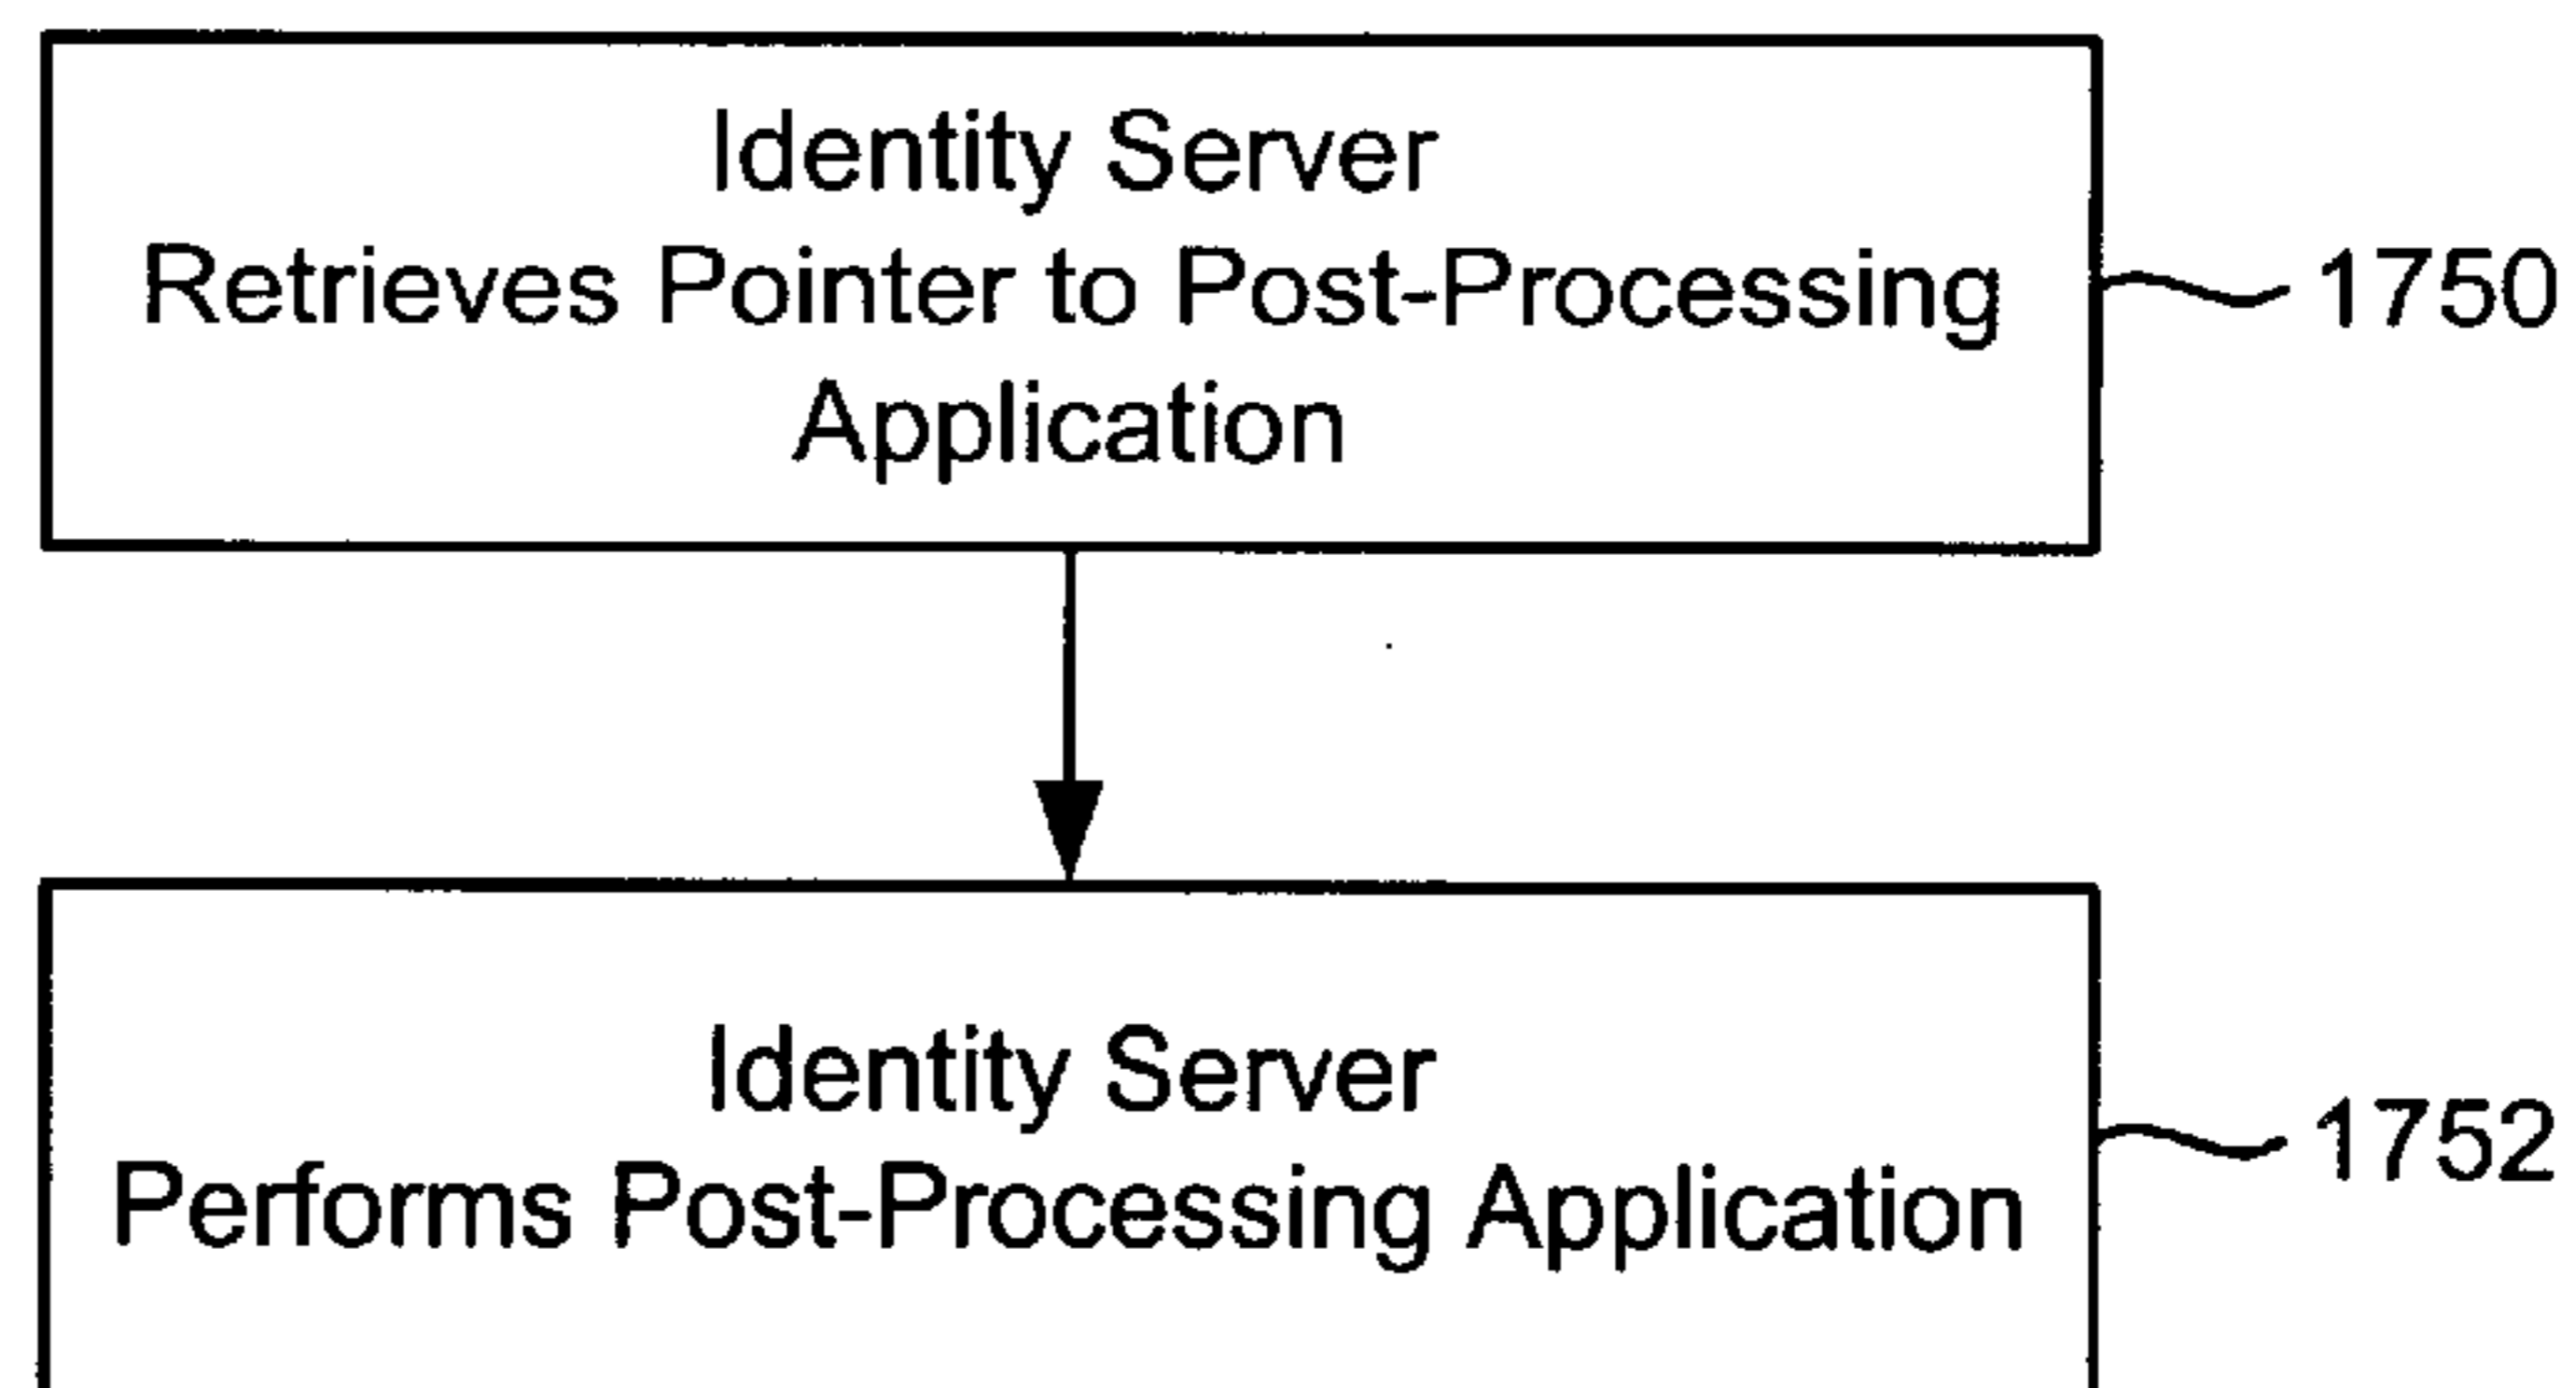 Identity Server
Retrieves Pointer to Post-Processing
Application
1750
Identity Server
Performs Post-Processing Application
1752